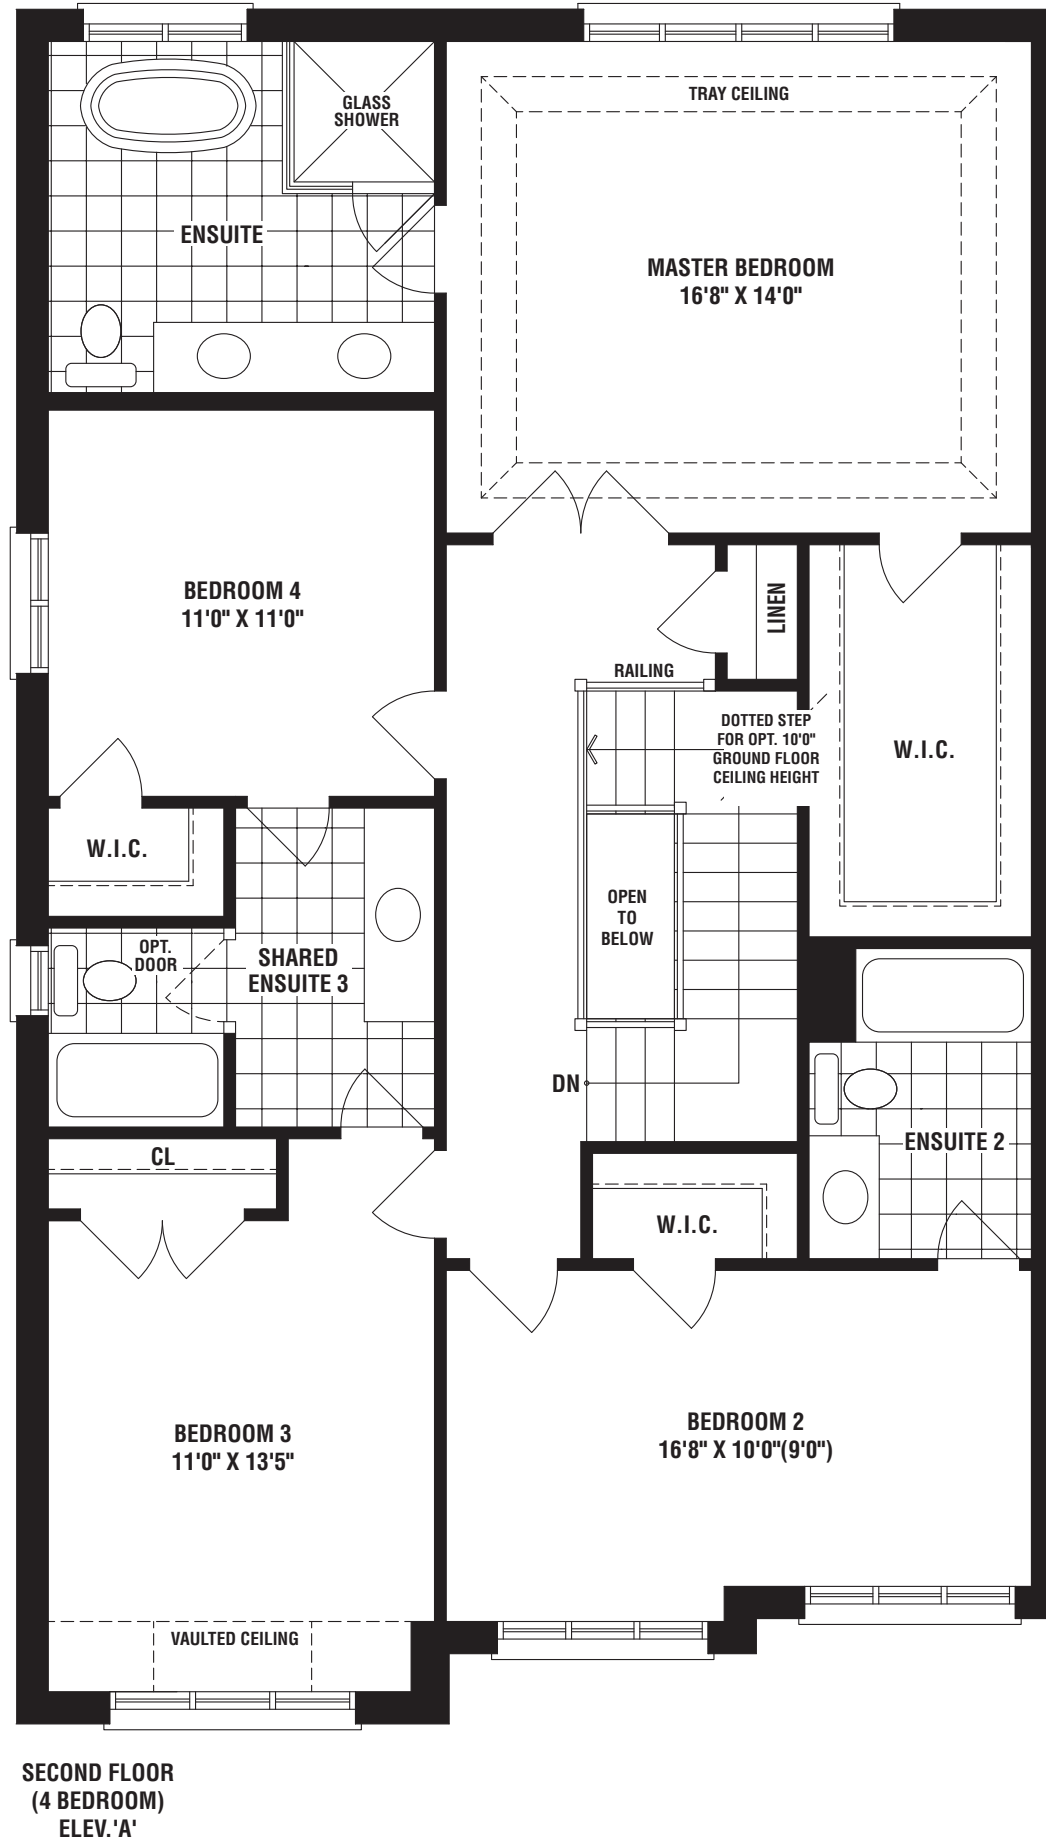 TRAY CEILING
GLASS
SHOWER
ENSUITE
MASTER BEDROOM
16'8" X 14'0"
BEDROOM 4
11'0" X 11'0"
LINEN
RAILING
DOTTED STEP
FOR OPT. 10'0"
GROUND FLOOR
CEILING HEIGHT
W.I.C.
W.I.C.
OPEN
TO
BELOW
OPT.
DOOR
SHARED
ENSUITE 3
DN
ENSUITE 2
CL
W.I.C.
BEDROOM 3
11'0" X 13'5"
BEDROOM 2
16'8" X 10'0"(9'0")
VAULTED CEILING
SECOND FLOOR
(4 BEDROOM)
ELEV.'A'